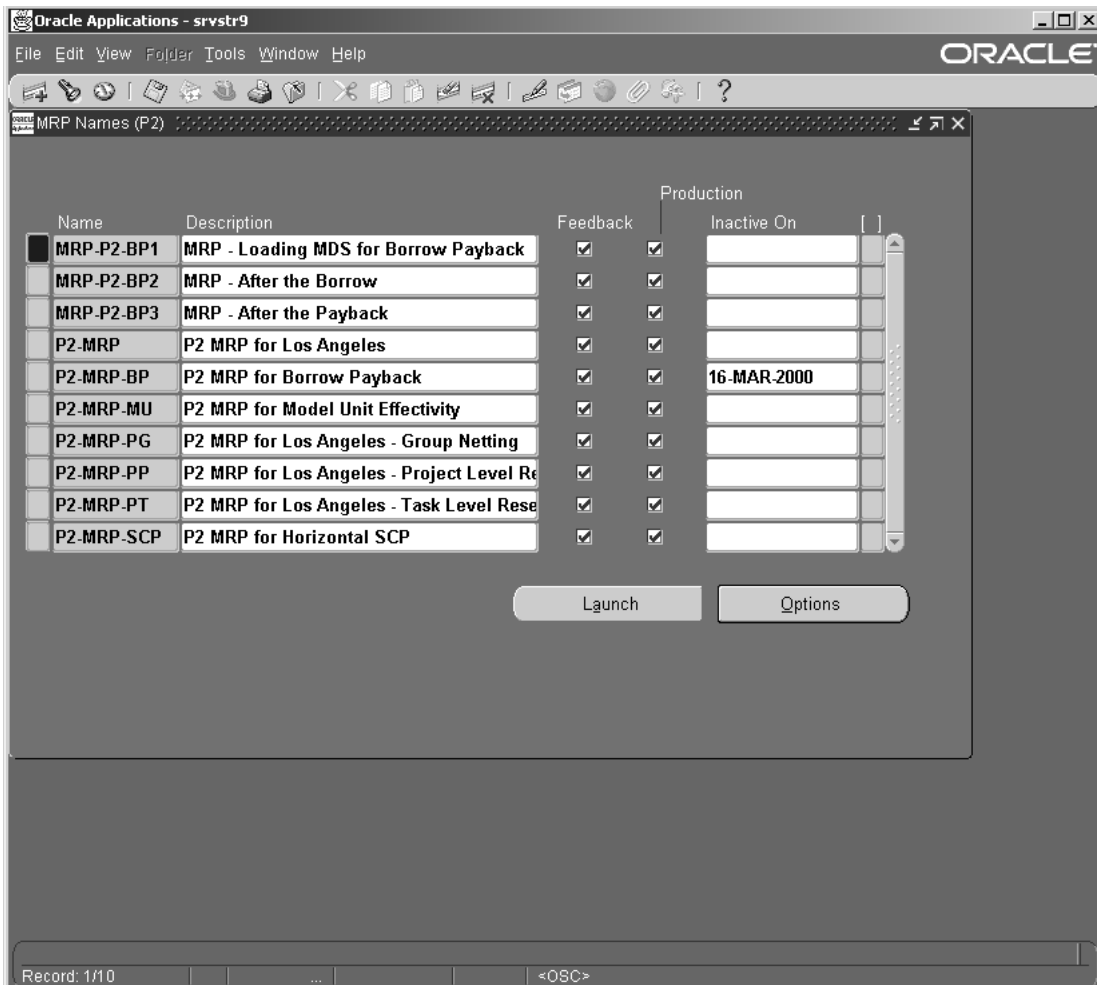 Oracle Applications - srvstr9
File Edit View Folder Tools Window Help
ORACLE
MRP Names (P2)
Production
Name Description Feedback Inactive On [ ]
MRP-P2-BP1 MRP - Loading MDS for Borrow Payback
MRP-P2-BP2 MRP - After the Borrow
MRP-P2-BP3 MRP - After the Payback
P2-MRP P2 MRP for Los Angeles
P2-MRP-BP P2 MRP for Borrow Payback 16-MAR-2000
P2-MRP-MU P2 MRP for Model Unit Effectivity
P2-MRP-PG P2 MRP for Los Angeles - Group Netting
P2-MRP-PP P2 MRP for Los Angeles - Project Level Re
P2-MRP-PT P2 MRP for Los Angeles - Task Level Rese
P2-MRP-SCP P2 MRP for Horizontal SCP
Launch Options
Record: 1/10 ... <OSC>